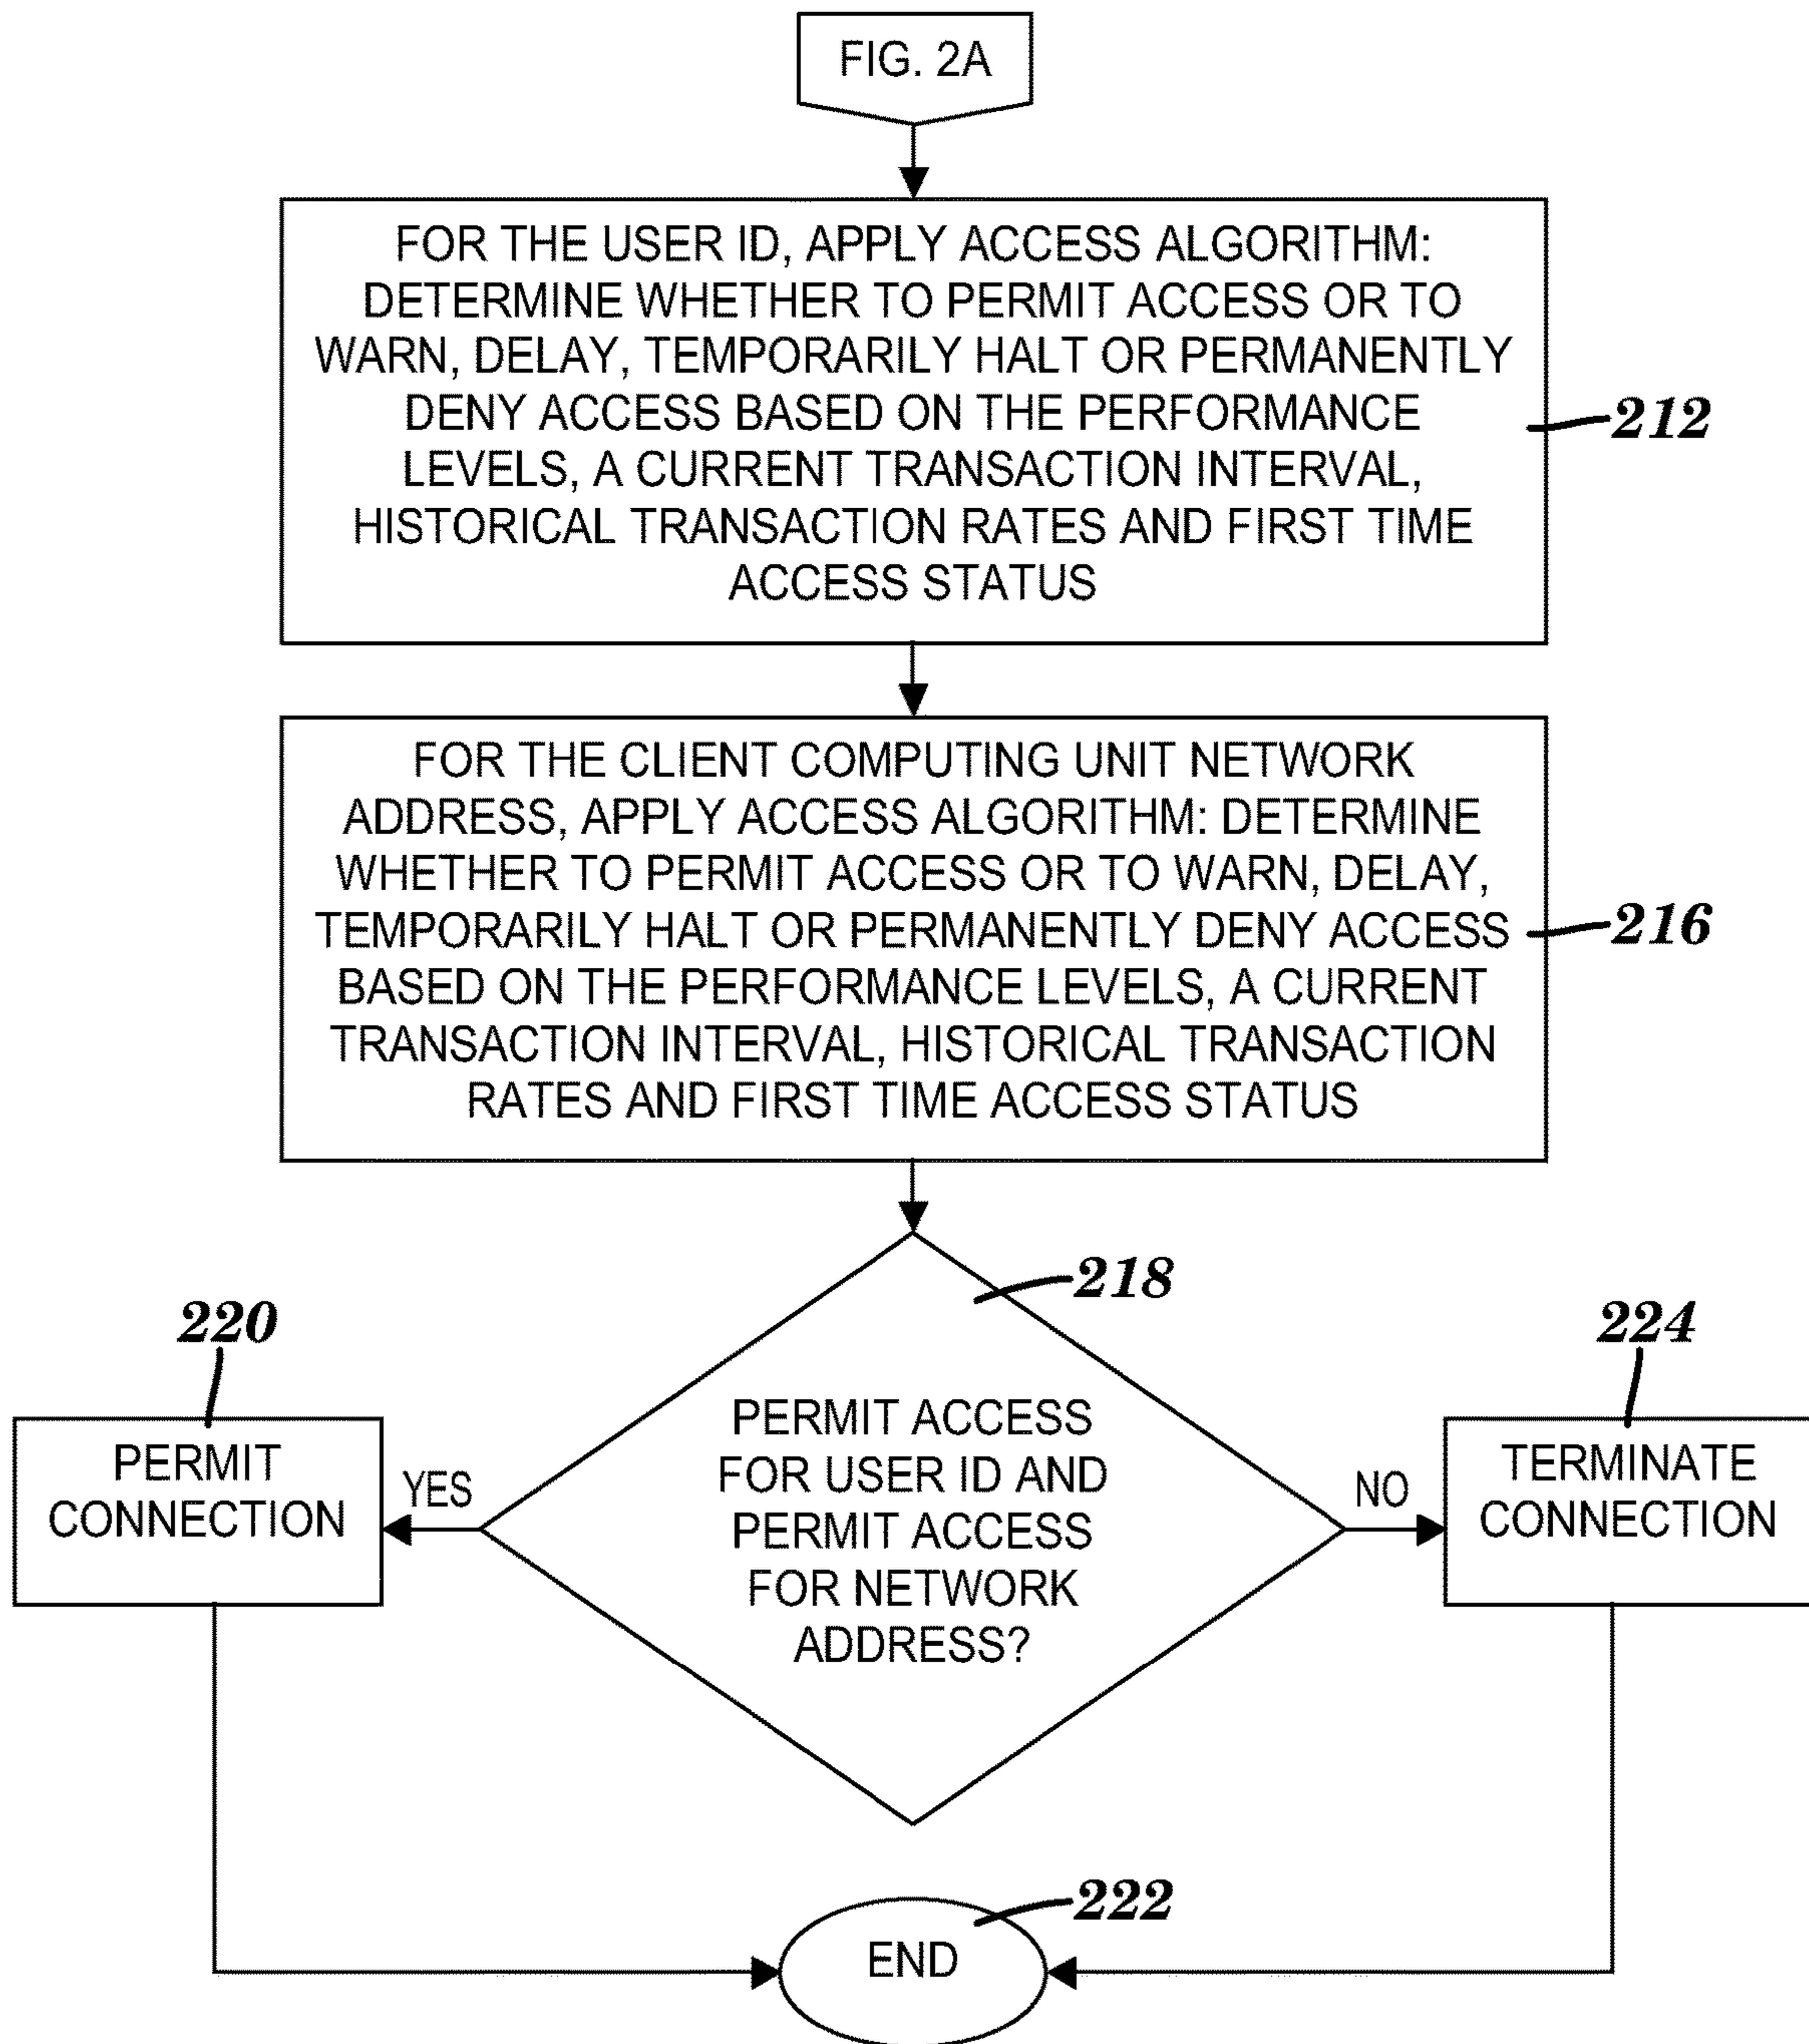 FIG. 2A
FOR THE USER ID, APPLY ACCESS ALGORITHM:
DETERMINE WHETHER TO PERMIT ACCESS OR TO
WARN, DELAY, TEMPORARILY HALT OR PERMANENTLY
DENY ACCESS BASED ON THE PERFORMANCE
LEVELS, A CURRENT TRANSACTION INTERVAL,
HISTORICAL TRANSACTION RATES AND FIRST TIME
ACCESS STATUS
212
FOR THE CLIENT COMPUTING UNIT NETWORK
ADDRESS, APPLY ACCESS ALGORITHM: DETERMINE
WHETHER TO PERMIT ACCESS OR TO WARN, DELAY,
TEMPORARILY HALT OR PERMANENTLY DENY ACCESS
BASED ON THE PERFORMANCE LEVELS, A CURRENT
TRANSACTION INTERVAL, HISTORICAL TRANSACTION
RATES AND FIRST TIME ACCESS STATUS
216
218
PERMIT ACCESS
FOR USER ID AND
PERMIT ACCESS
FOR NETWORK
ADDRESS?
220
PERMIT
CONNECTION
YES
NO
224
TERMINATE
CONNECTION
222
END